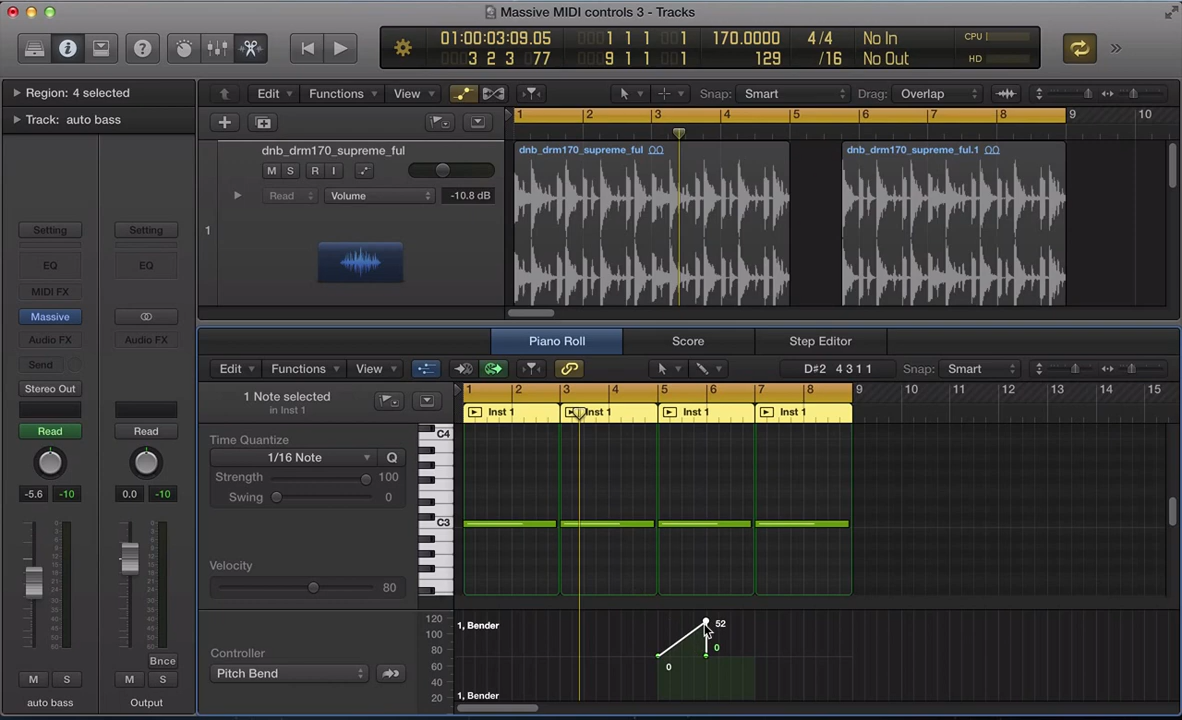 Massive MIDI controls 3 - Tracks
01:00:03:09.05
3 2 3 77
1 1 1 1
9 1 1 1
170.0000
129
4/4
/16
No In
No Out
CPU
HD
Region: 4 selected
Track: auto bass
Edit Functions View
Snap: Smart
Drag: Overlap
1 2 3 4 5 6 7 8 9 10
1
dnb_drm170_supreme_ful
M S R I
Read Volume -10.8 dB
dnb_drm170_supreme_ful
dnb_drm170_supreme_ful.1
Setting Setting
EQ EQ
MIDI FX
Massive
Audio FX Audio FX
Send
Stereo Out
Read Read
-5.6 -10 0.0 -10
Bnce
M S M S
auto bass Output
Piano Roll Score Step Editor
Edit Functions View
D#2 4 3 1 1
Snap: Smart
1 Note selected
in Inst 1
1 2 3 4 5 6 7 8 9 10 11 12 13 14 15
Inst 1 Inst 1 Inst 1 Inst 1
Time Quantize
1/16 Note Q
Strength 100
Swing 0
Velocity
80
C4
C3
Controller
Pitch Bend
120
100
80
60
40
20
1, Bender
1, Bender
52
0
0